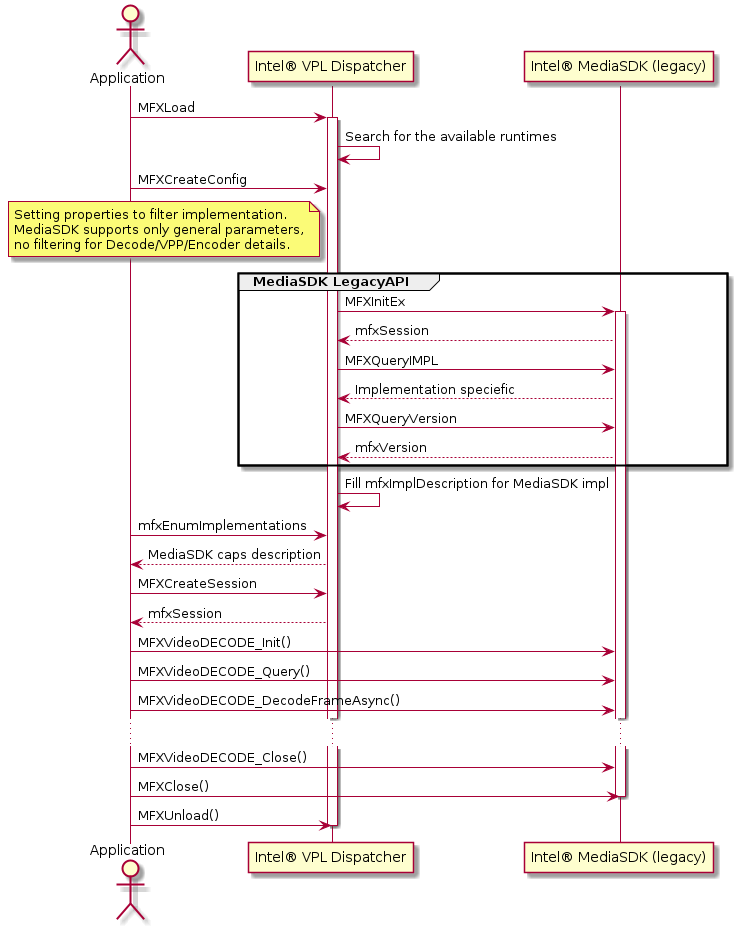 Application
Intel® VPL Dispatcher
Intel® MediaSDK (legacy)
MFXLoad
Search for the available runtimes
MFXCreateConfig
Setting properties to filter implementation.
MediaSDK supports only general parameters,
no filtering for Decode/VPP/Encoder details.
MediaSDK LegacyAPI
MFXInitEx
mfxSession
MFXQueryIMPL
Implementation speciefic
MFXQueryVersion
mfxVersion
Fill mfxImplDescription for MediaSDK impl
mfxEnumImplementations
MediaSDK caps description
MFXCreateSession
mfxSession
MFXVideoDECODE_Init()
MFXVideoDECODE_Query()
MFXVideoDECODE_DecodeFrameAsync()
MFXVideoDECODE_Close()
MFXClose()
MFXUnload()
Application
Intel® VPL Dispatcher
Intel® MediaSDK (legacy)